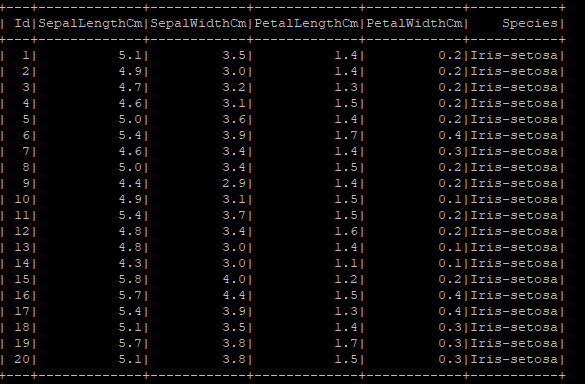 +---+-------------+------------+-------------+------------+-----------+
| Id|SepalLengthCm|SepalWidthCm|PetalLengthCm|PetalWidthCm|    Species|
+---+-------------+------------+-------------+------------+-----------+
|  1|          5.1|         3.5|          1.4|         0.2|Iris-setosa|
|  2|          4.9|         3.0|          1.4|         0.2|Iris-setosa|
|  3|          4.7|         3.2|          1.3|         0.2|Iris-setosa|
|  4|          4.6|         3.1|          1.5|         0.2|Iris-setosa|
|  5|          5.0|         3.6|          1.4|         0.2|Iris-setosa|
|  6|          5.4|         3.9|          1.7|         0.4|Iris-setosa|
|  7|          4.6|         3.4|          1.4|         0.3|Iris-setosa|
|  8|          5.0|         3.4|          1.5|         0.2|Iris-setosa|
|  9|          4.4|         2.9|          1.4|         0.2|Iris-setosa|
| 10|          4.9|         3.1|          1.5|         0.1|Iris-setosa|
| 11|          5.4|         3.7|          1.5|         0.2|Iris-setosa|
| 12|          4.8|         3.4|          1.6|         0.2|Iris-setosa|
| 13|          4.8|         3.0|          1.4|         0.1|Iris-setosa|
| 14|          4.3|         3.0|          1.1|         0.1|Iris-setosa|
| 15|          5.8|         4.0|          1.2|         0.2|Iris-setosa|
| 16|          5.7|         4.4|          1.5|         0.4|Iris-setosa|
| 17|          5.4|         3.9|          1.3|         0.4|Iris-setosa|
| 18|          5.1|         3.5|          1.4|         0.3|Iris-setosa|
| 19|          5.7|         3.8|          1.7|         0.3|Iris-setosa|
| 20|          5.1|         3.8|          1.5|         0.3|Iris-setosa|
+---+-------------+------------+-------------+------------+-----------+